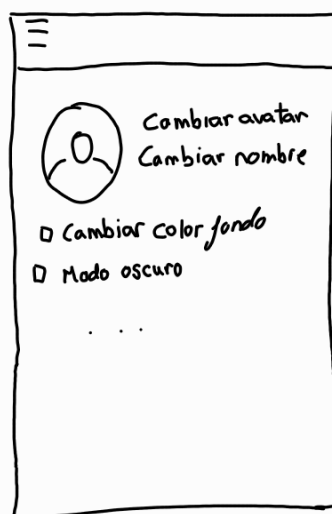 Cambiar avatar
Cambiar nombre
Cambiar color fondo
Modo oscuro
. . .